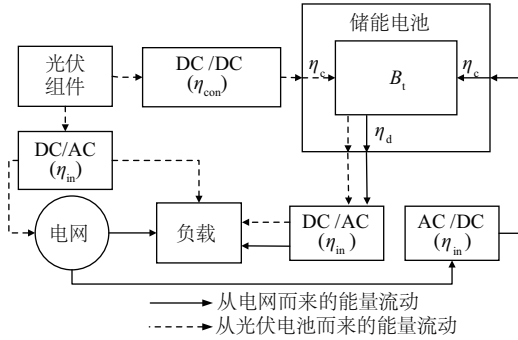 储能电池
光伏
组件
DC /DC
(ηcon)
ηc
Bt
ηc
ηd
DC/AC
(ηin)
电网
负载
DC /AC
(ηin)
AC /DC
(ηin)
从电网而来的能量流动
从光伏电池而来的能量流动